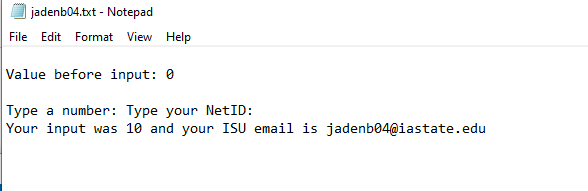 jadenb04.txt - Notepad
File Edit Format View Help
Value before input: 0
Type a number: Type your NetID:
Your input was 10 and your ISU email is jadenb04@iastate.edu